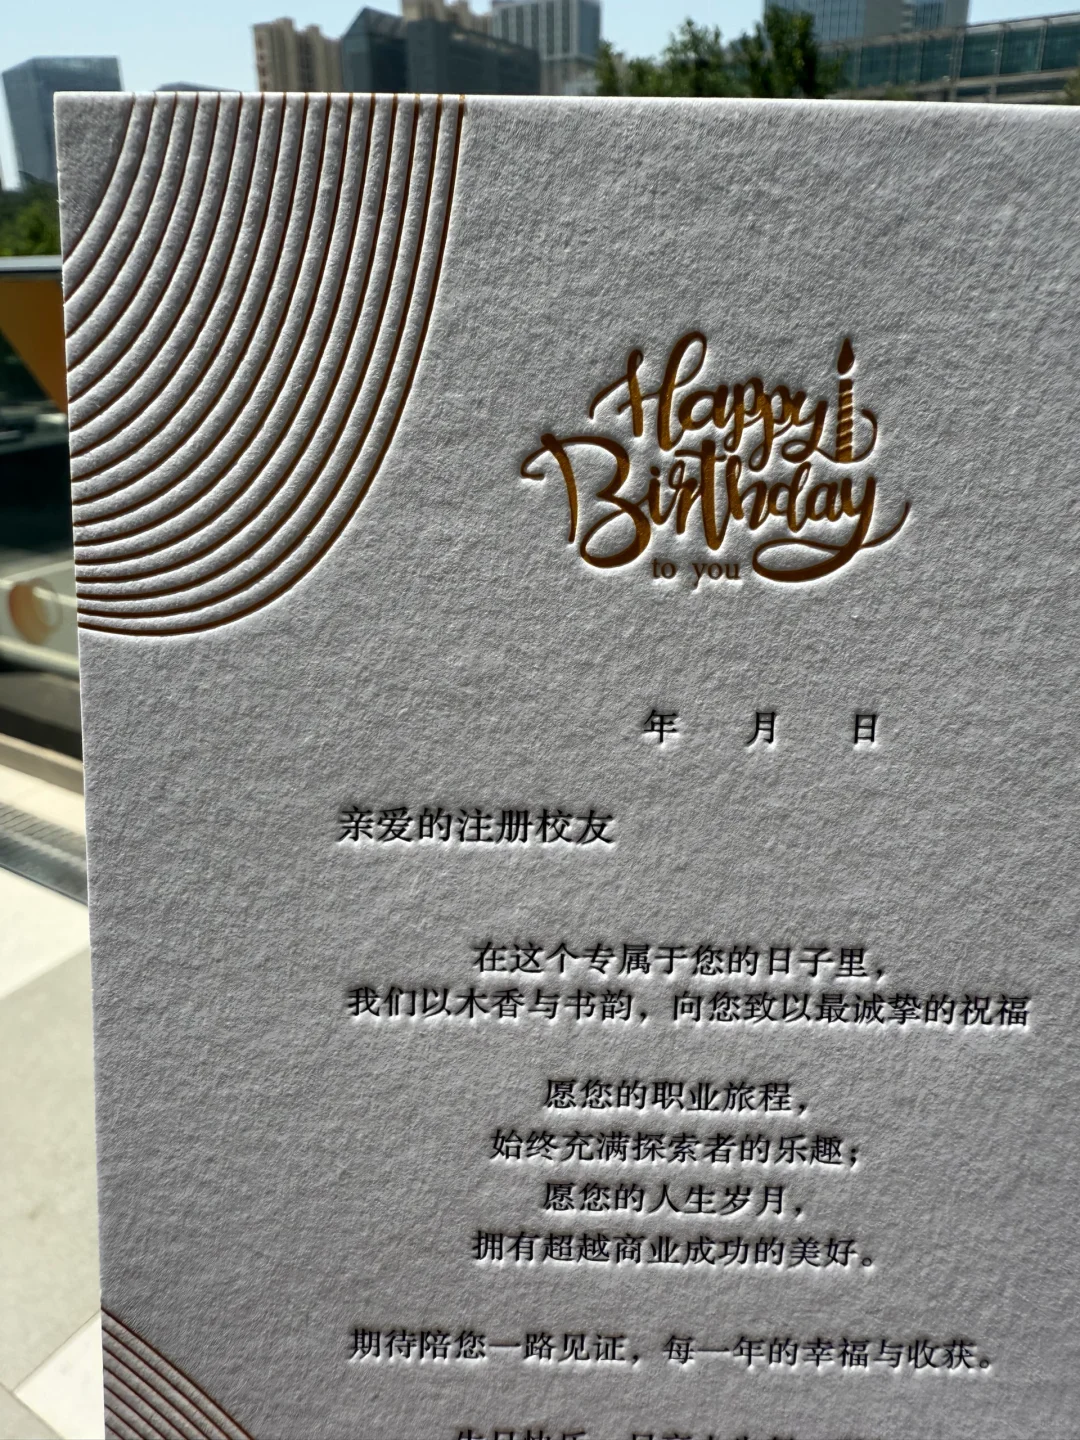 Happy
Birthday
to you
年 月 日
亲爱的注册校友
在这个专属于您的日子里，
我们以木香与书韵，向您致以最诚挚的祝福
愿您的职业旅程，
始终充满探索者的乐趣；
愿您的人生岁月，
拥有超越商业成功的美好。
期待陪您一路见证，每一年的幸福与收获。